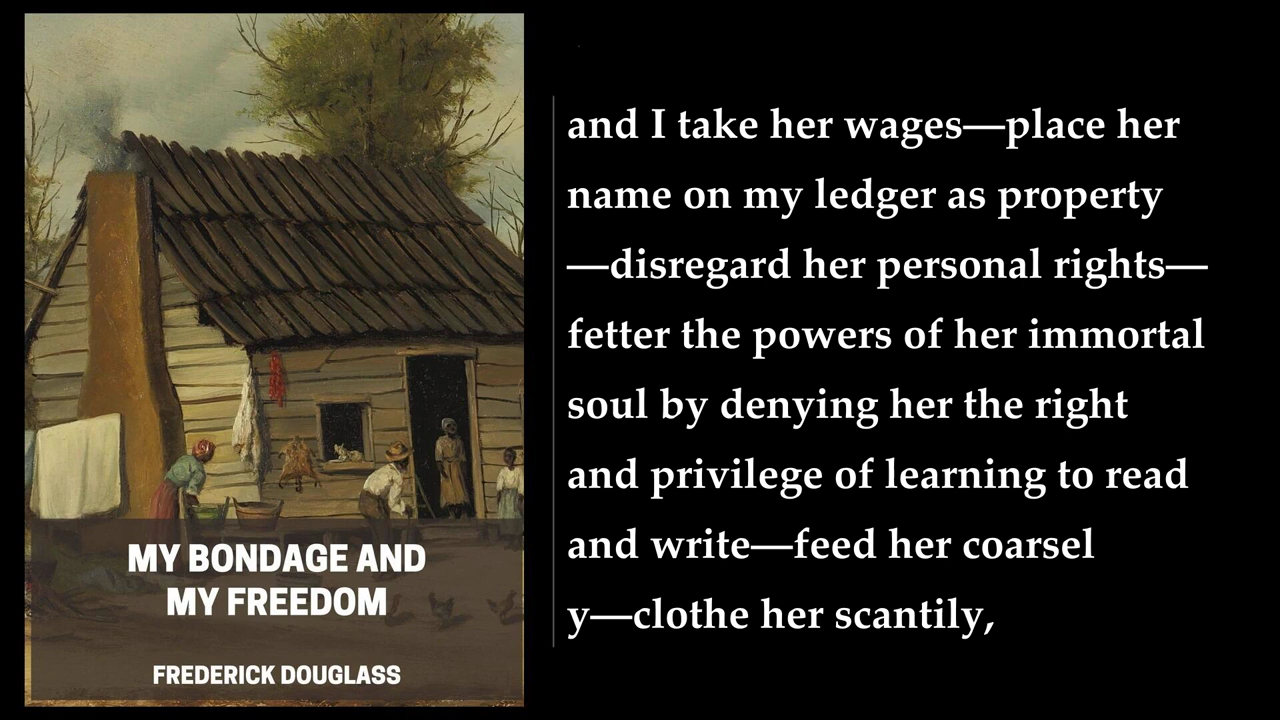 MY BONDAGE AND
MY FREEDOM
FREDERICK DOUGLASS
and I take her wages—place her
name on my ledger as property
—disregard her personal rights—
fetter the powers of her immortal
soul by denying her the right
and privilege of learning to read
and write—feed her coarsel
y—clothe her scantily,